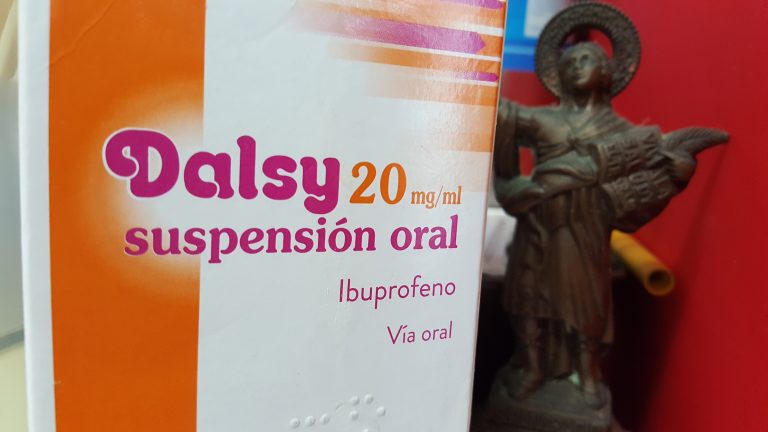 Dalsy 20 mg/ml
suspensión oral
Ibuprofeno
Vía oral